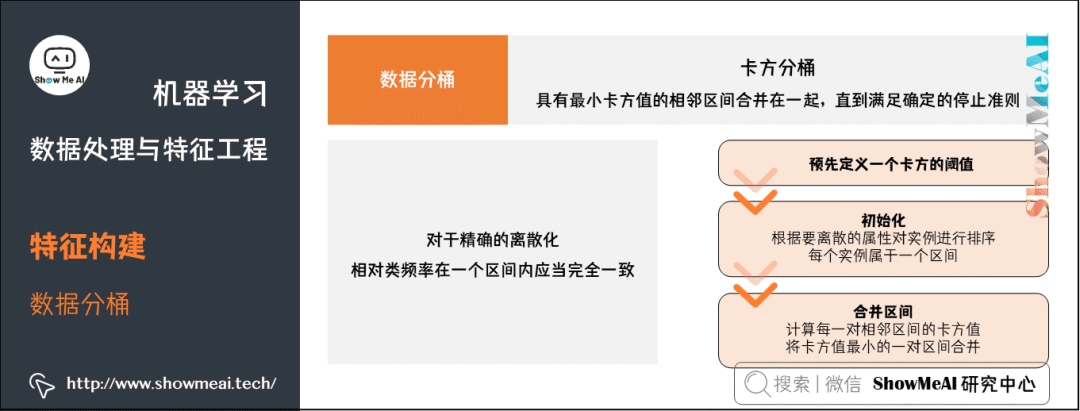 Show Me AI
机器学习
数据处理与特征工程
特征构建
数据分桶
http://www.showmeai.tech/
数据分桶
卡方分桶
具有最小卡方值的相邻区间合并在一起，直到满足确定的停止准则
对于精确的离散化
相对类频率在一个区间内应当完全一致
预先定义一个卡方的阈值
初始化
根据要离散的属性对实例进行排序
每个实例属于一个区间
合并区间
计算每一对相邻区间的卡方值
将卡方值最小的一对区间合并
搜索 | 微信 ShowMeAI 研究中心
ShowMeAI